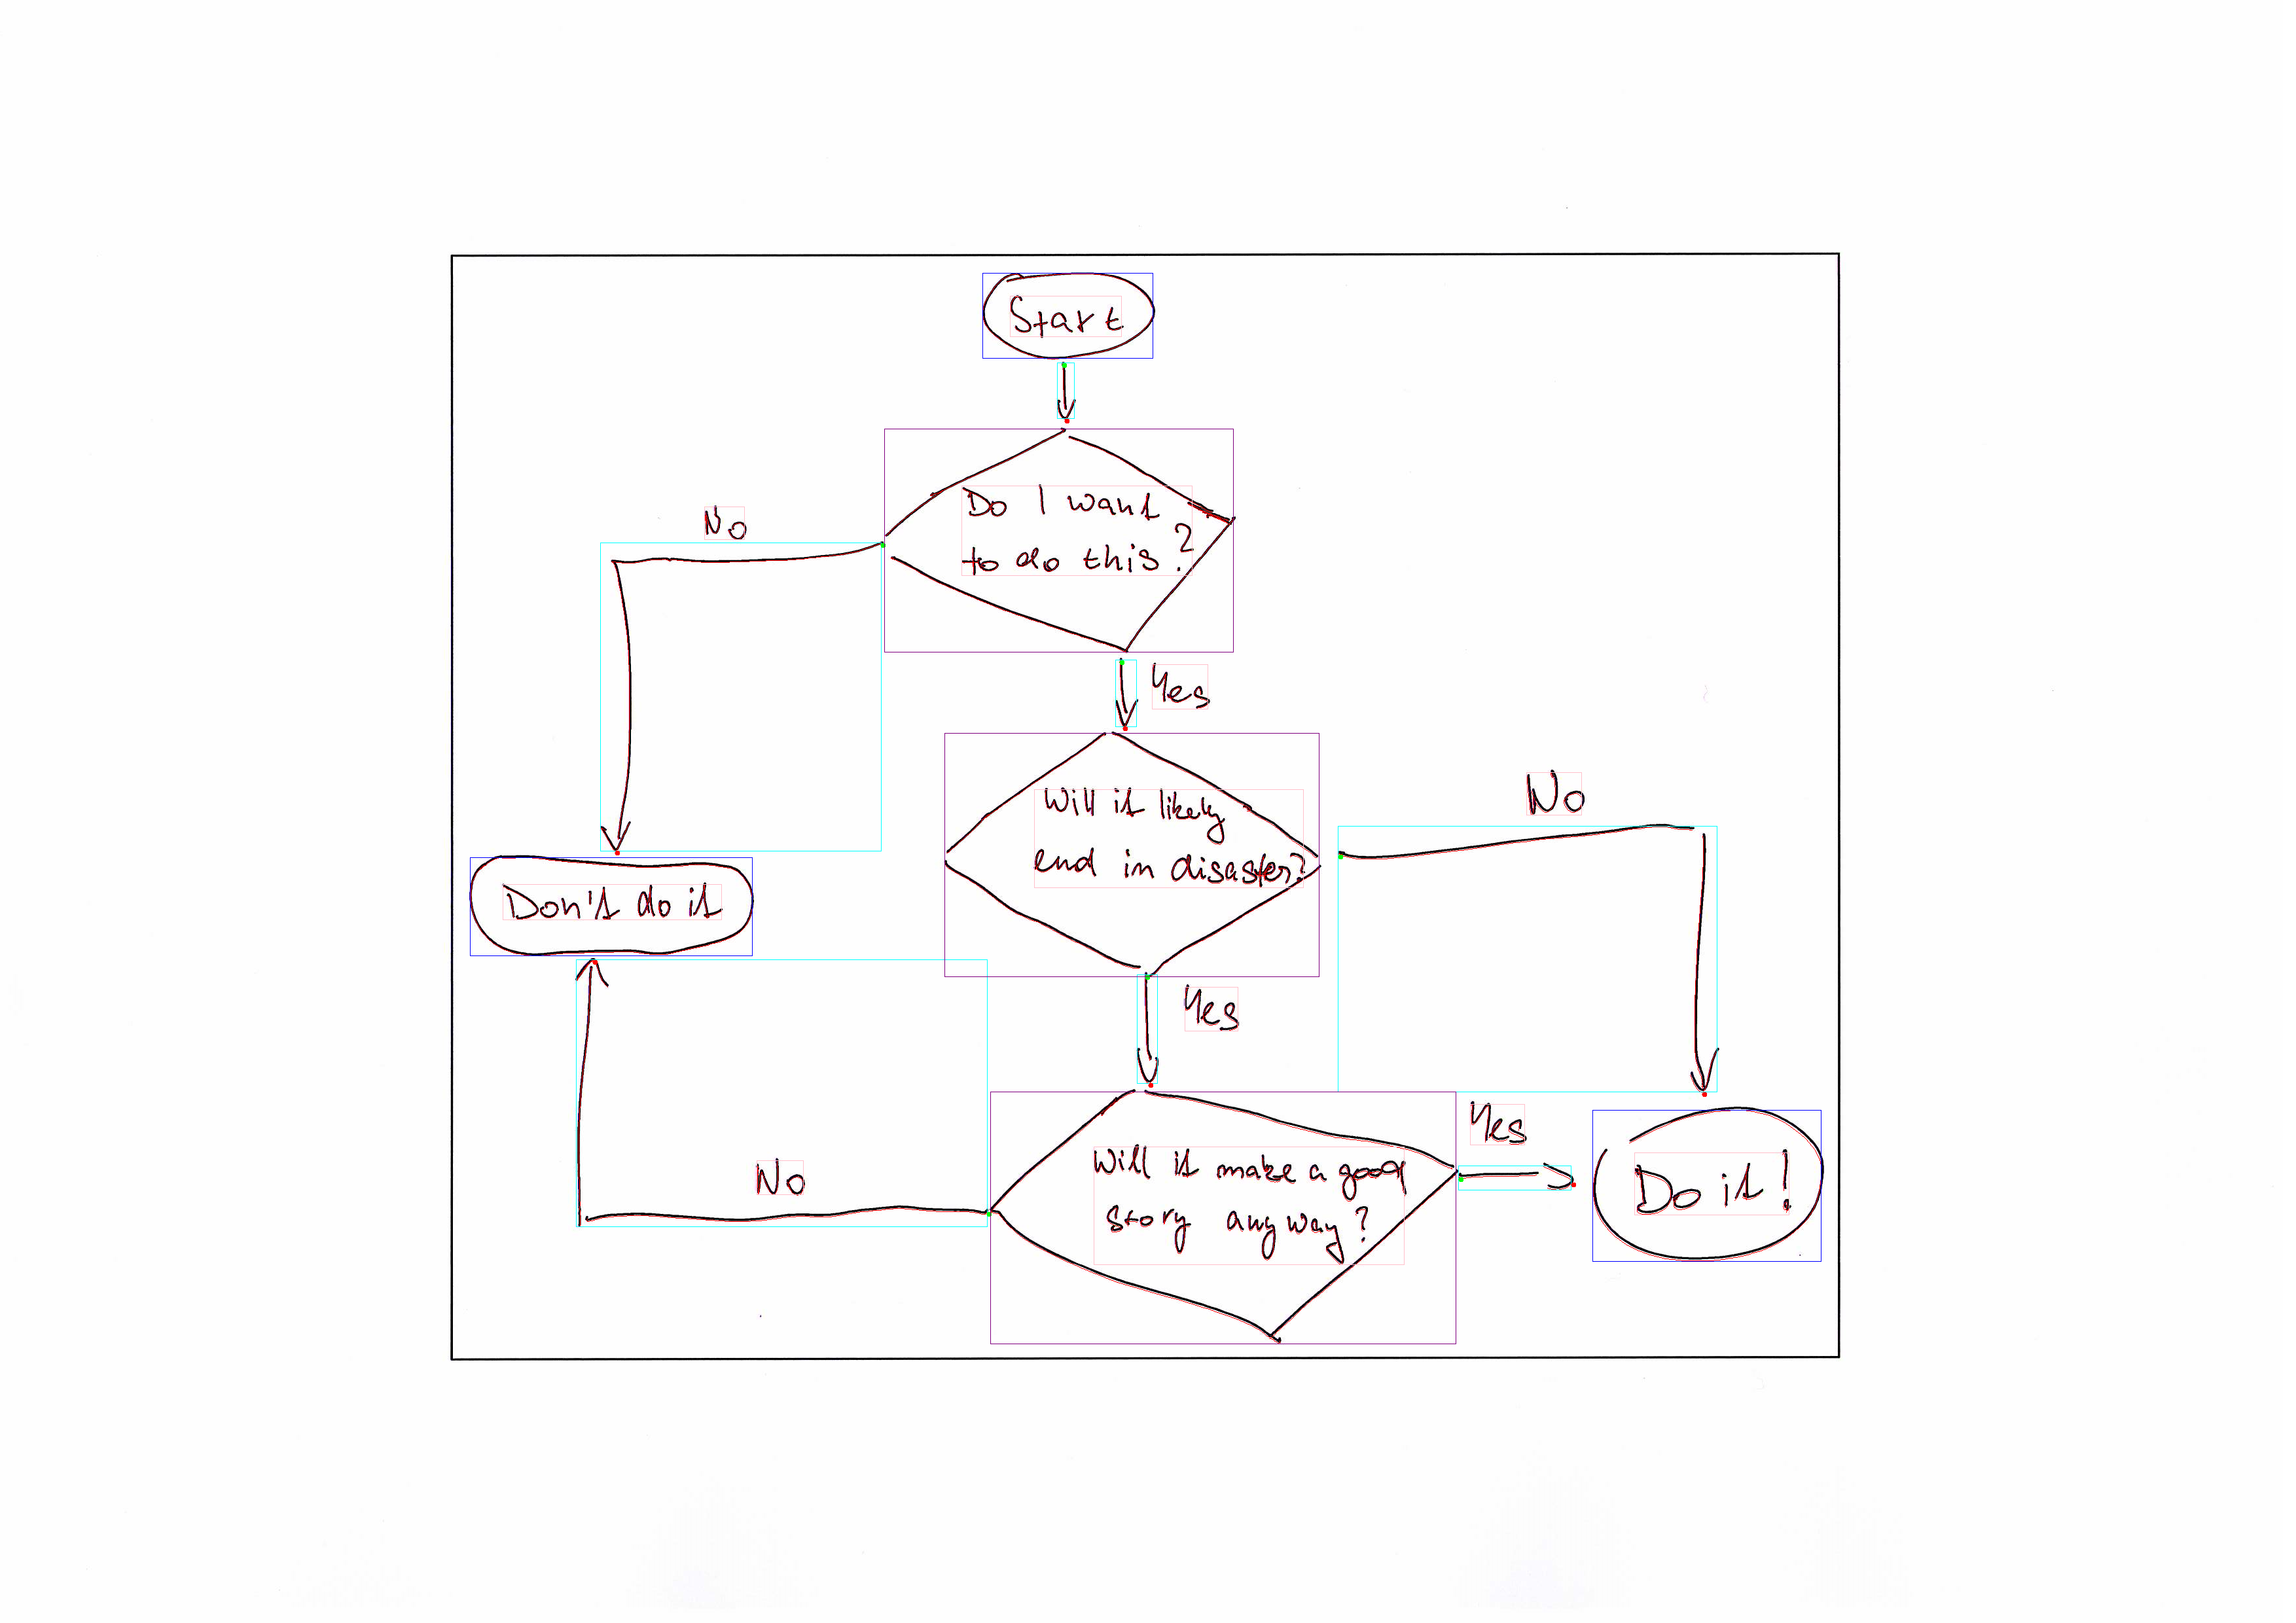 Start
Do I want
to do this?
No
Yes
Will it likely
end in disaster?
No
Don't do it
Yes
Yes
Will it make a good
story anyway?
No
Do it!